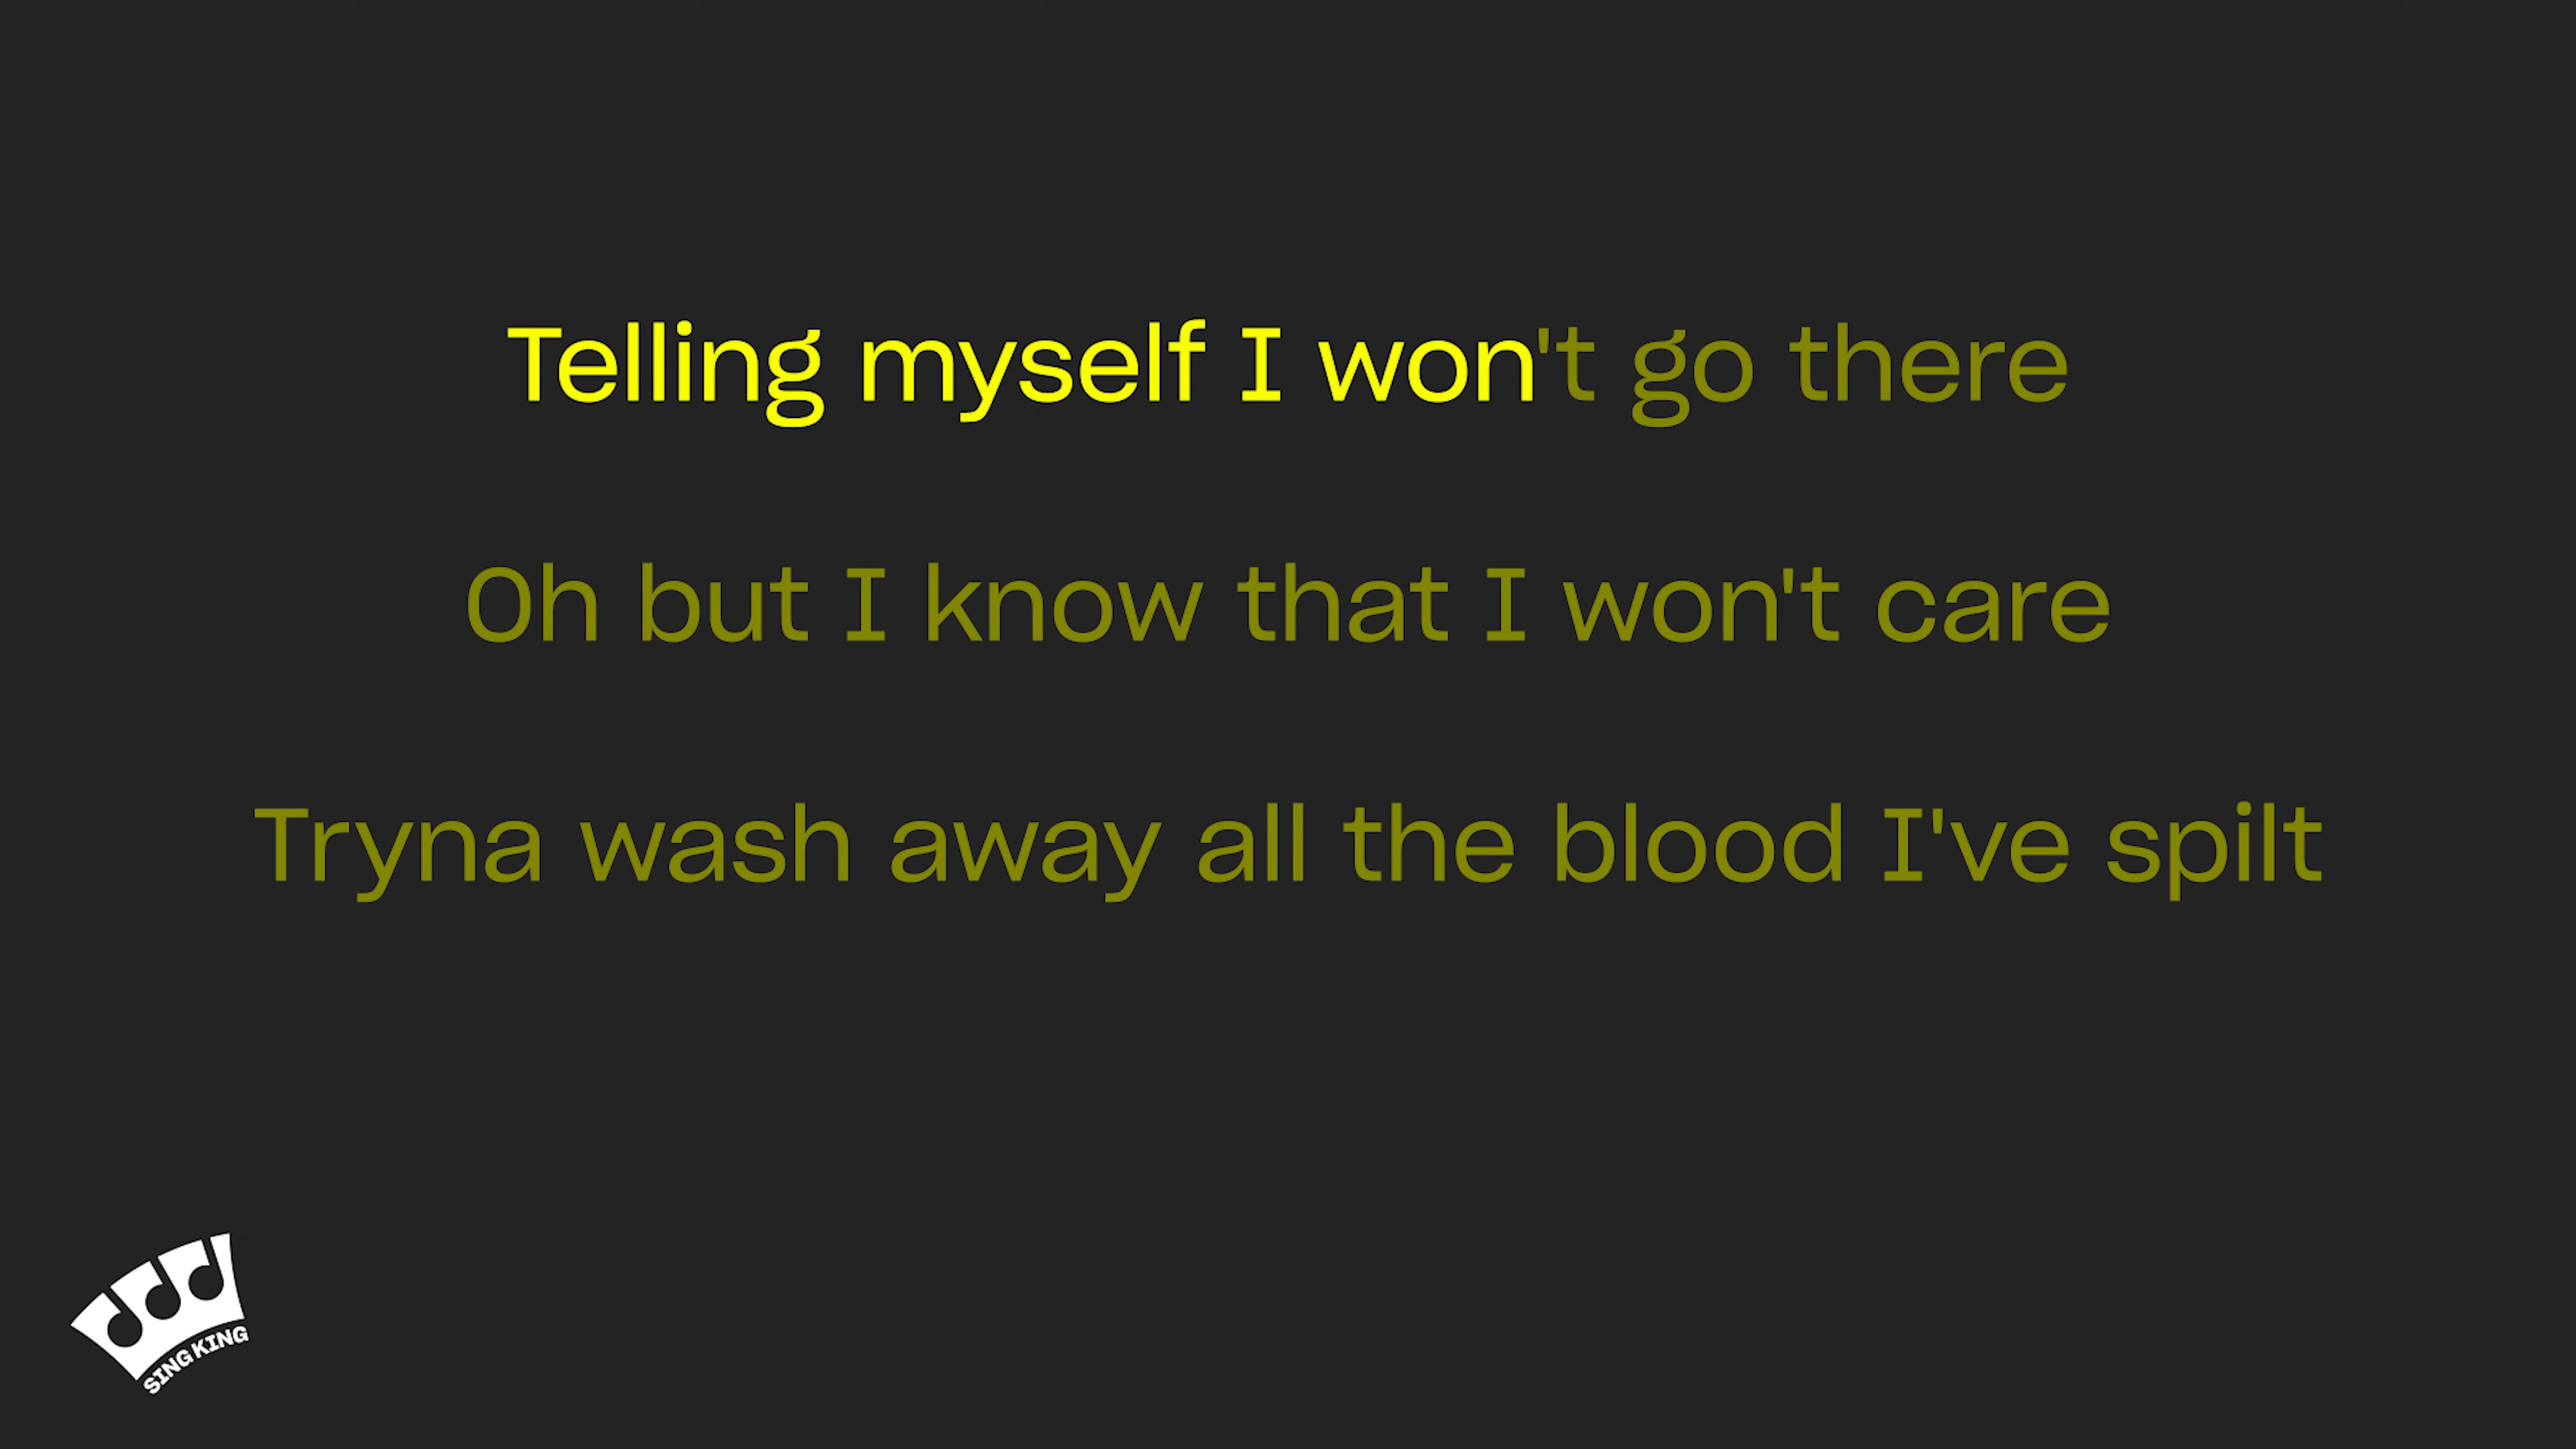 Telling myself I won't go there
Oh but I know that I won't care
Tryna wash away all the blood I've spilt
SING KING